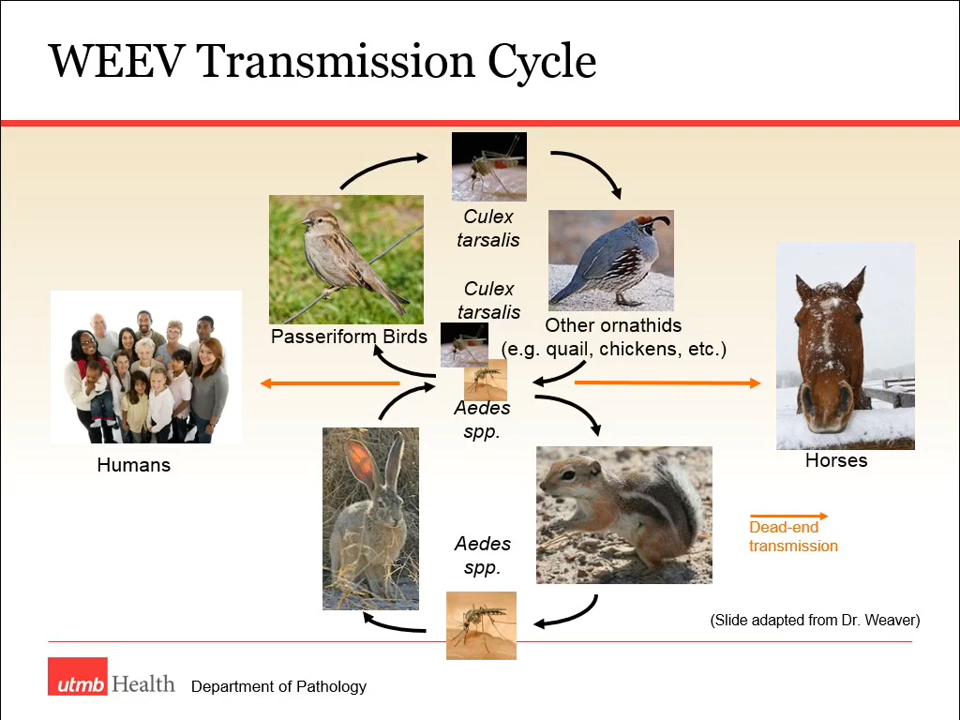 WEEV Transmission Cycle
Culex
tarsalis
Culex
tarsalis
Passeriform Birds
Other ornathids
(e.g. quail, chickens, etc.)
Aedes
spp.
Humans
Horses
Dead-end
transmission
Aedes
spp.
(Slide adapted from Dr. Weaver)
utmb Health
Department of Pathology